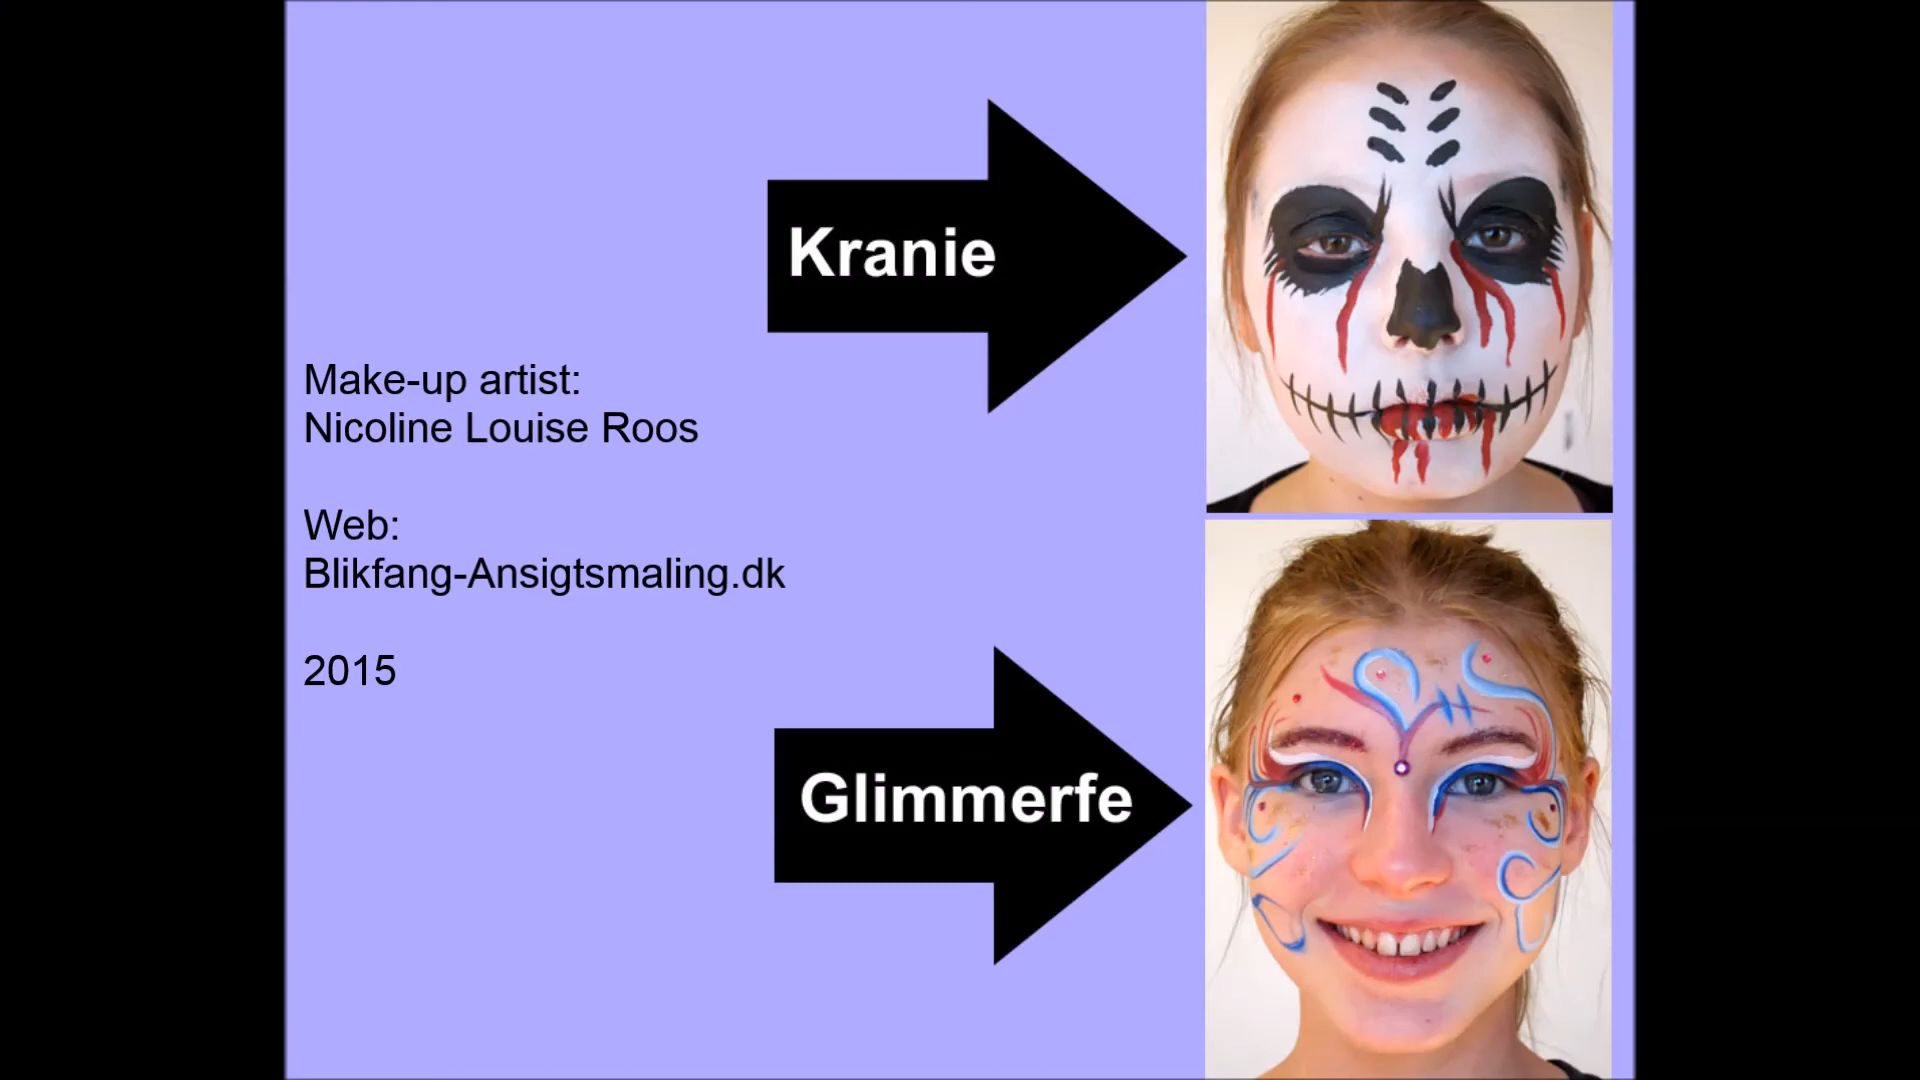 Kranie
Make-up artist:
Nicoline Louise Roos
Web:
Blikfang-Ansigtsmaling.dk
2015
Glimmerfe